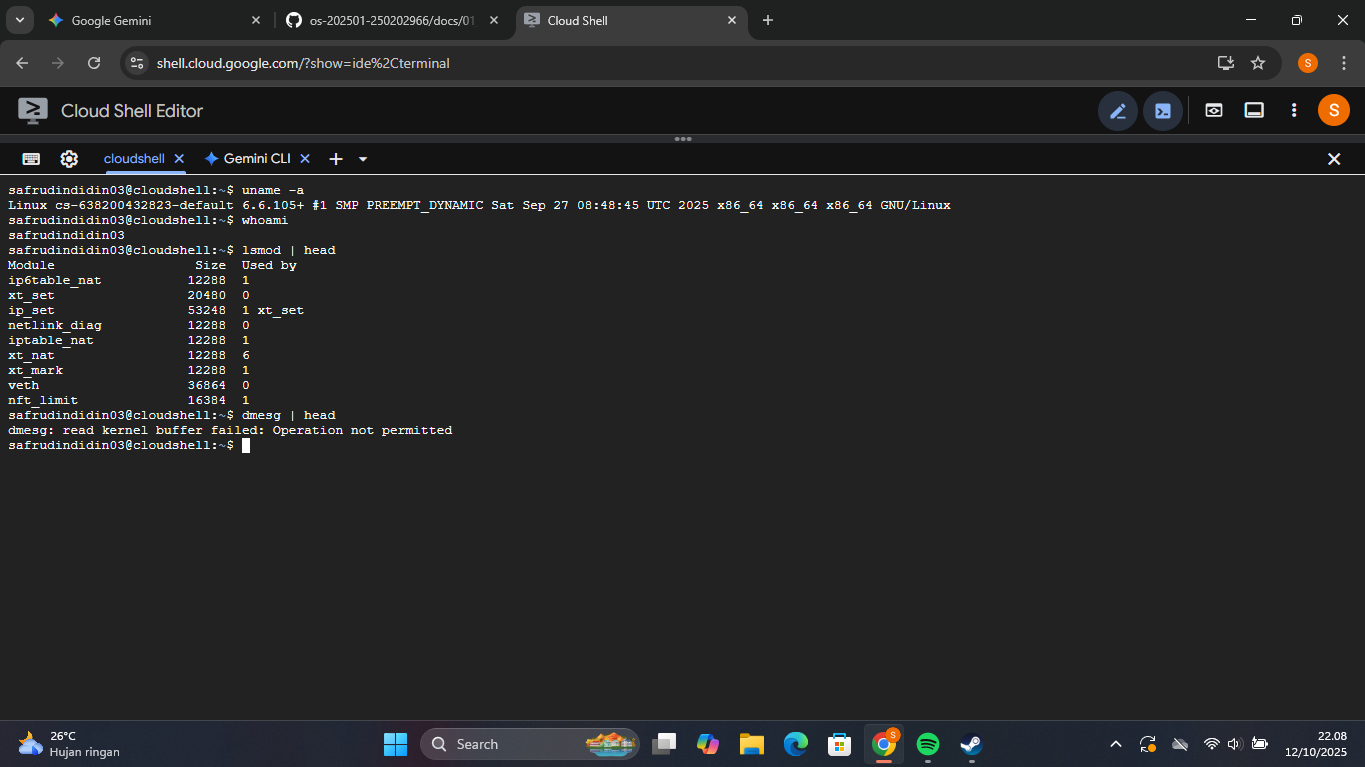 Google Gemini
os-202501-250202966/docs/01
Cloud Shell
shell.cloud.google.com/?show=ide%2Cterminal
S
Cloud Shell Editor
S
cloudshell
Gemini CLI
safrudindidin03@cloudshell:~$ uname -a
Linux cs-638200432823-default 6.6.105+ #1 SMP PREEMPT_DYNAMIC Sat Sep 27 08:48:45 UTC 2025 x86_64 x86_64 x86_64 GNU/Linux
safrudindidin03@cloudshell:~$ whoami
safrudindidin03
safrudindidin03@cloudshell:~$ lsmod | head
Module                  Size  Used by
ip6table_nat           12288  1
xt_set                 20480  0
ip_set                 53248  1 xt_set
netlink_diag           12288  0
iptable_nat            12288  1
xt_nat                 12288  6
xt_mark                12288  1
veth                   36864  0
nft_limit              16384  1
safrudindidin03@cloudshell:~$ dmesg | head
dmesg: read kernel buffer failed: Operation not permitted
safrudindidin03@cloudshell:~$
26°C
Hujan ringan
Search
S
22.08
12/10/2025